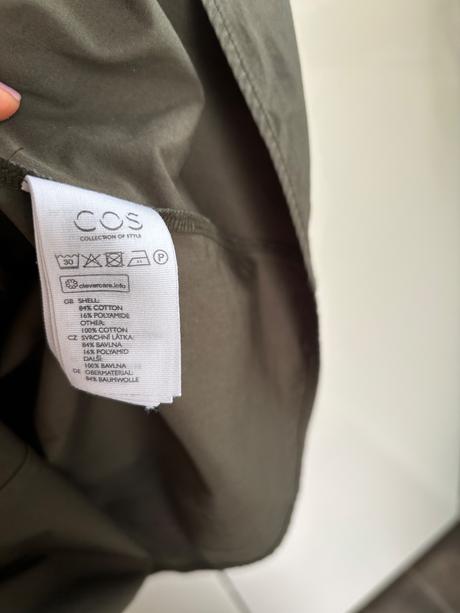 COS
COLLECTION OF STYLE
30 P
clevercare.info
GB SHELL:
84% COTTON
16% POLYAMIDE
OTHER:
100% COTTON
CZ SVRCHNÍ LÁTKA:
84% BAVLNA
16% POLYAMID
DALŠÍ:
100% BAVLNA
DE OBERMATERIAL:
84% BAUMWOLLE